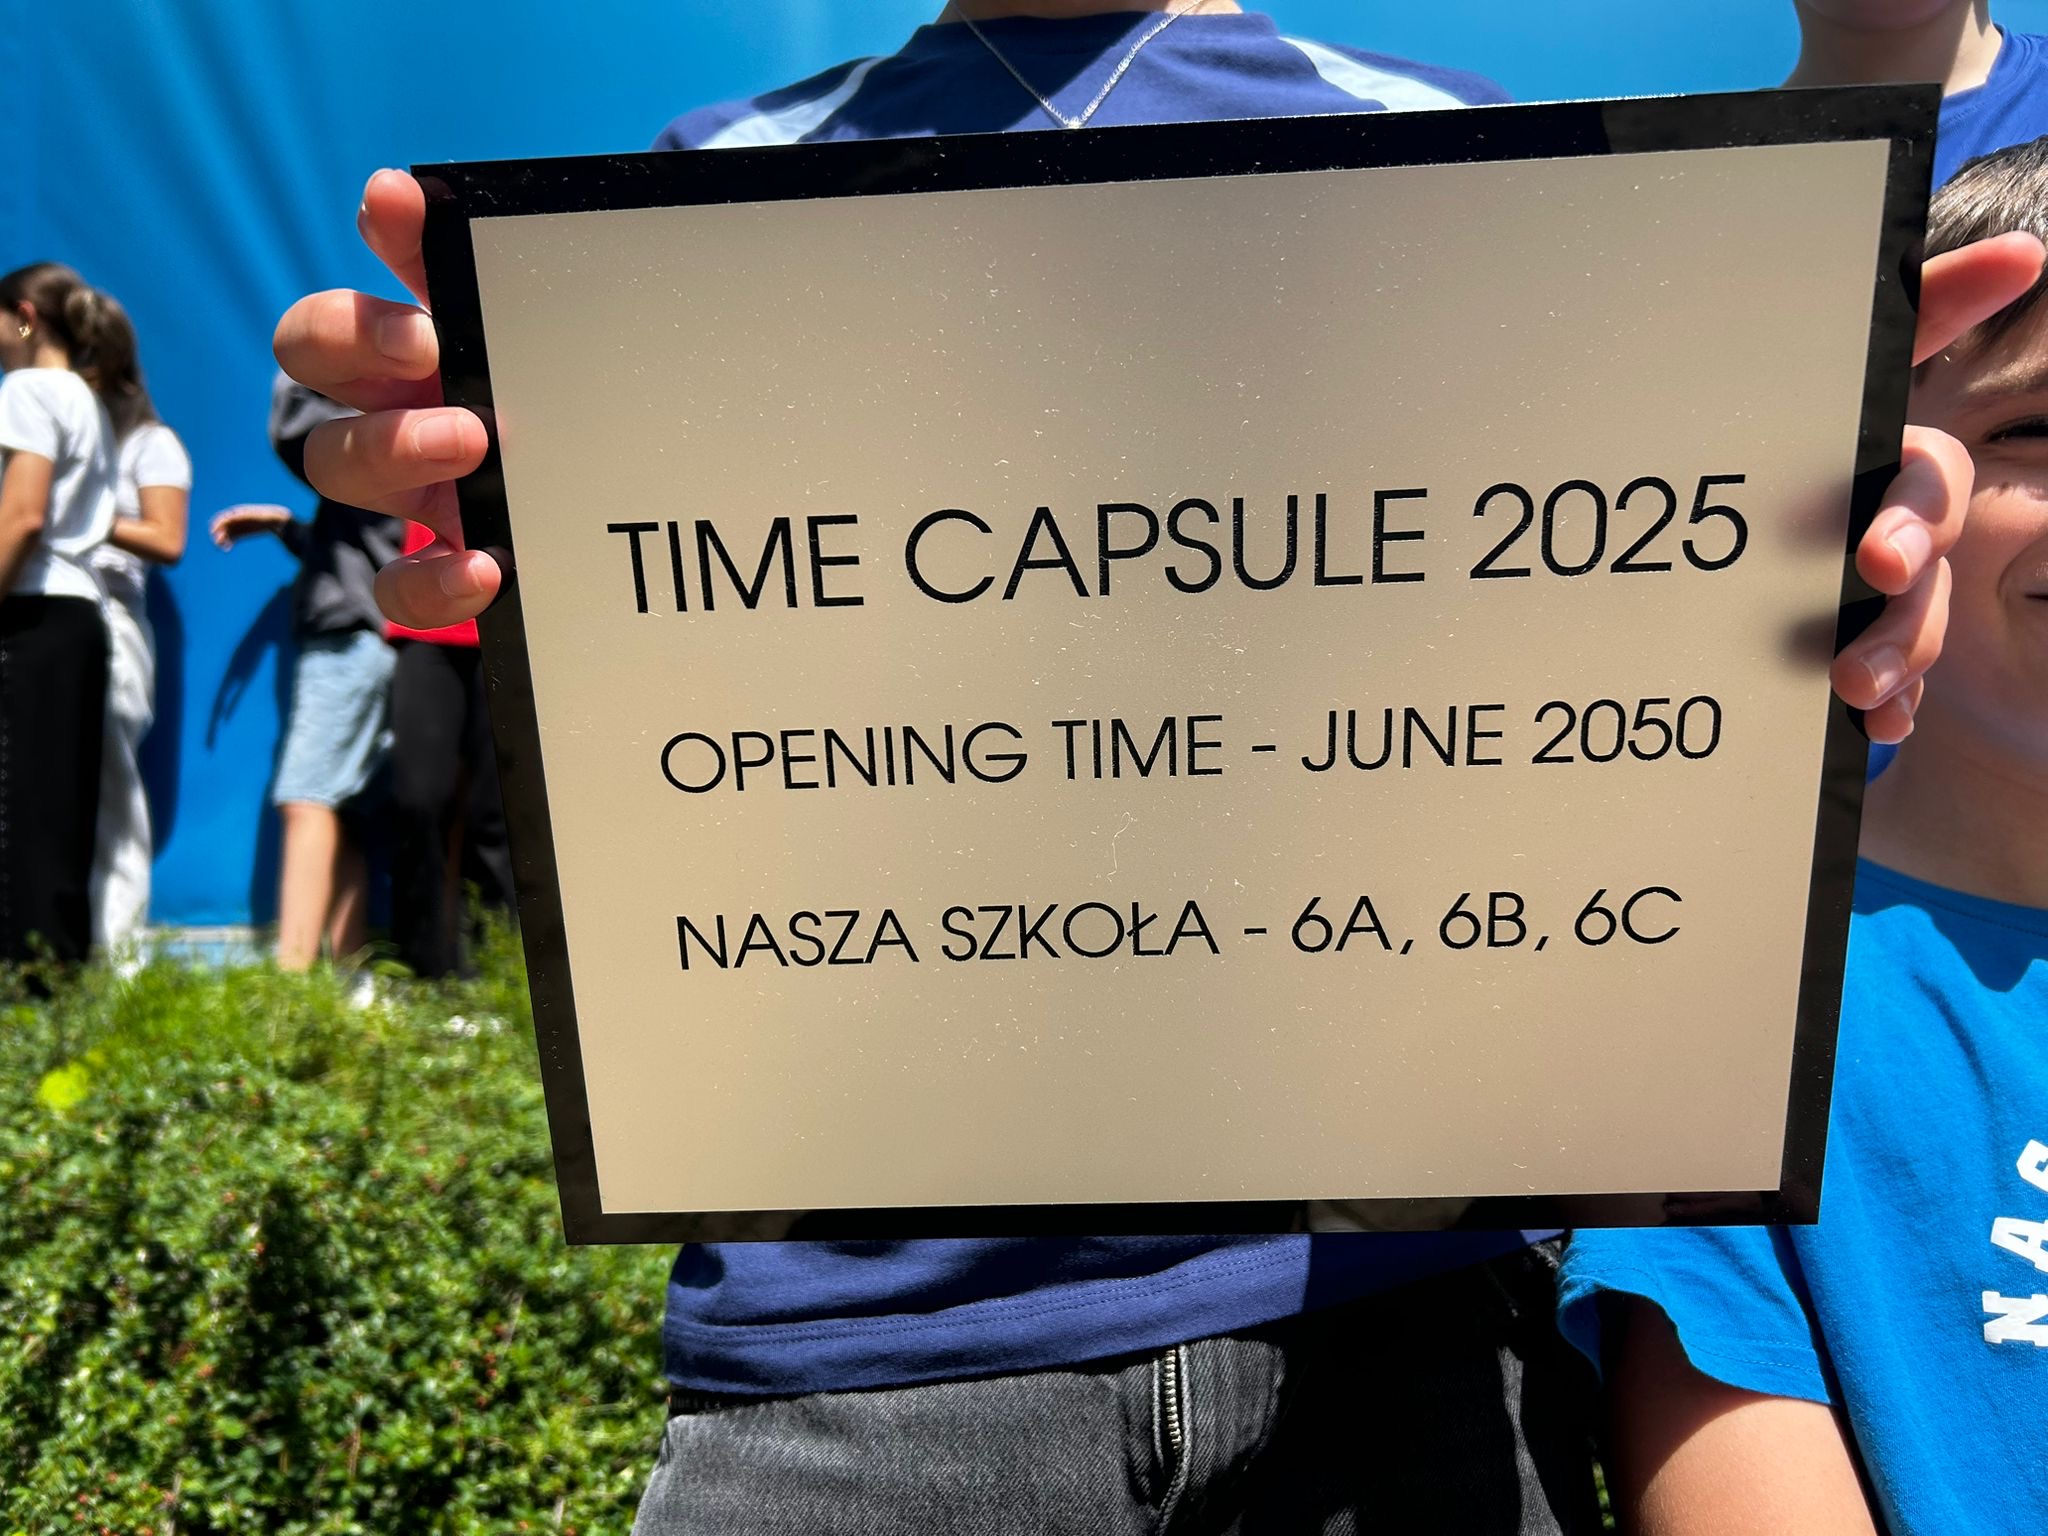 TIME CAPSULE 2025
OPENING TIME - JUNE 2050
NASZA SZKOŁA - 6A, 6B, 6C